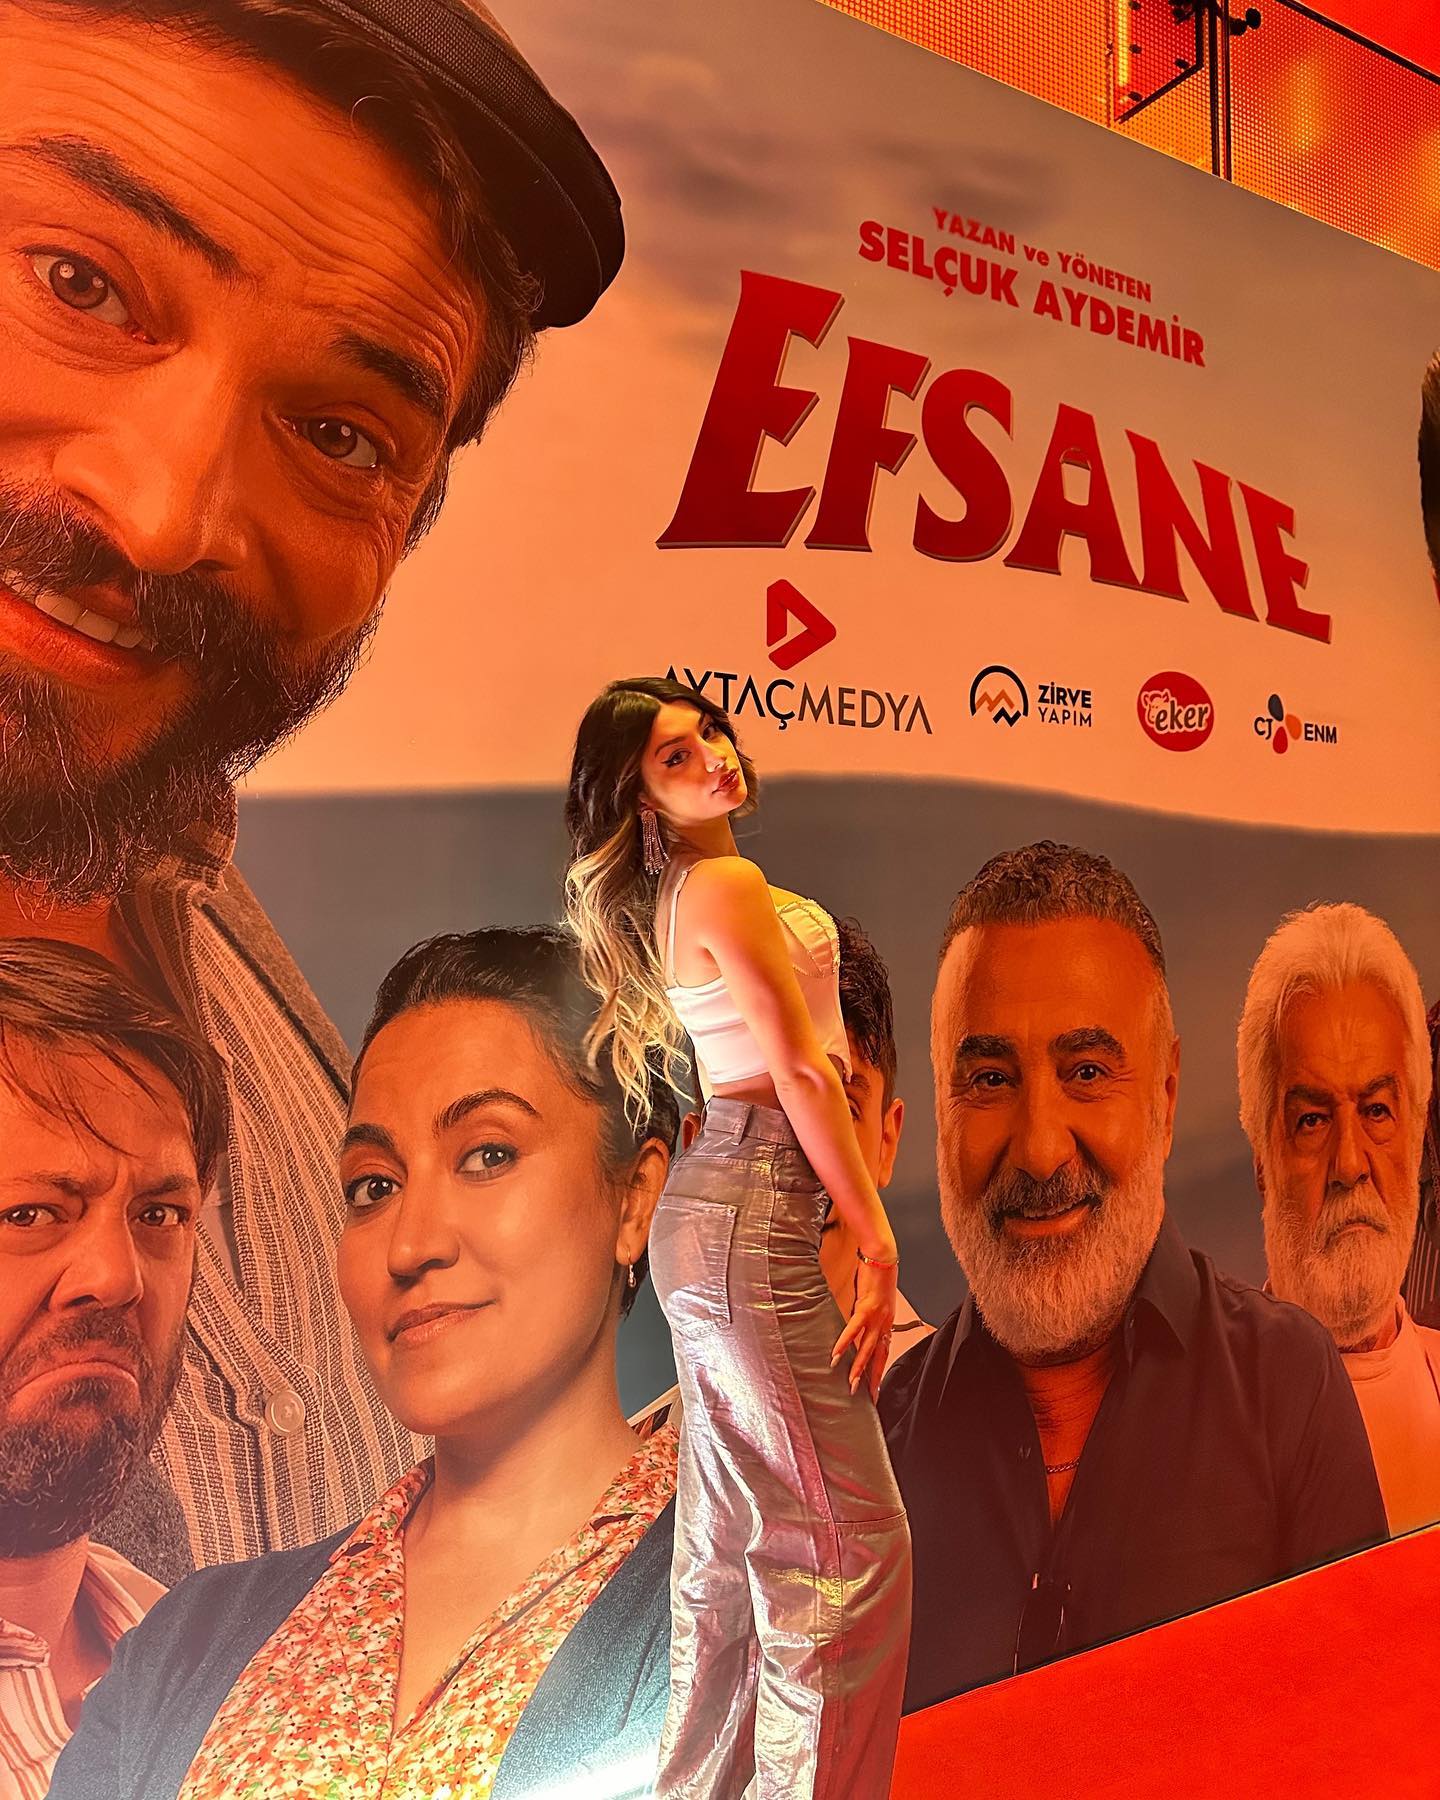 YAZAN ve YÖNETEN
SELÇUK AYDEMİR
EFSANE
AYTAÇMEDYA
ZİRVE
YAPIM
eker
CJ ENM